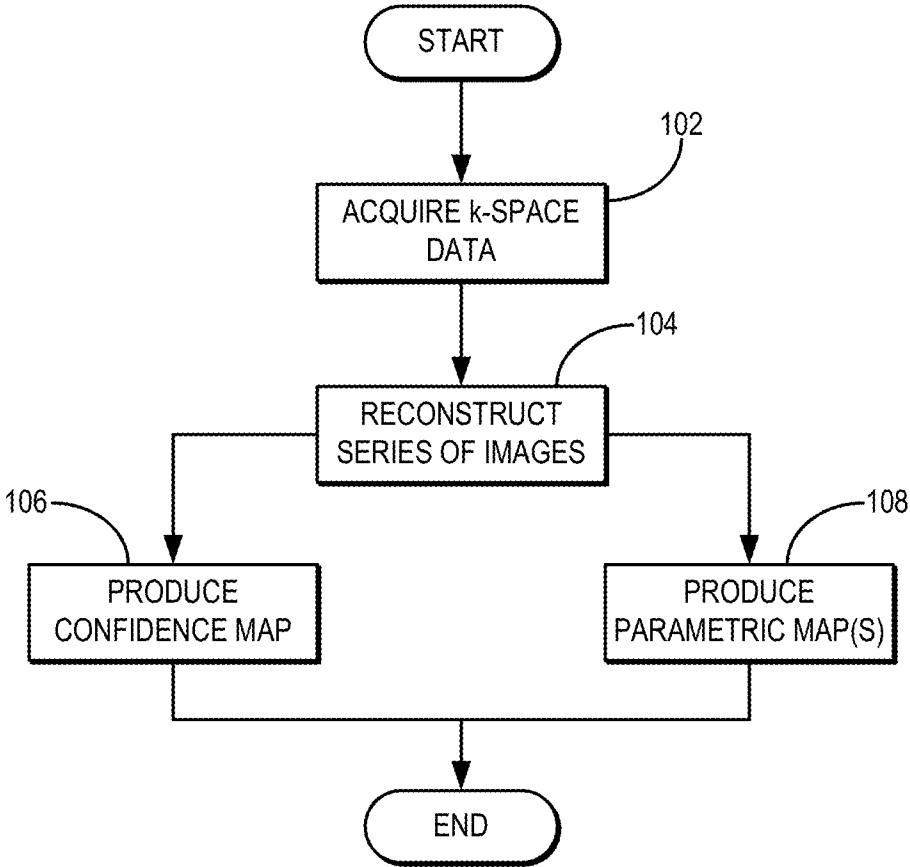 START
102
ACQUIRE k-SPACE
DATA
104
RECONSTRUCT
SERIES OF IMAGES
106
108
PRODUCE
CONFIDENCE MAP
PRODUCE
PARAMETRIC MAP(S)
END